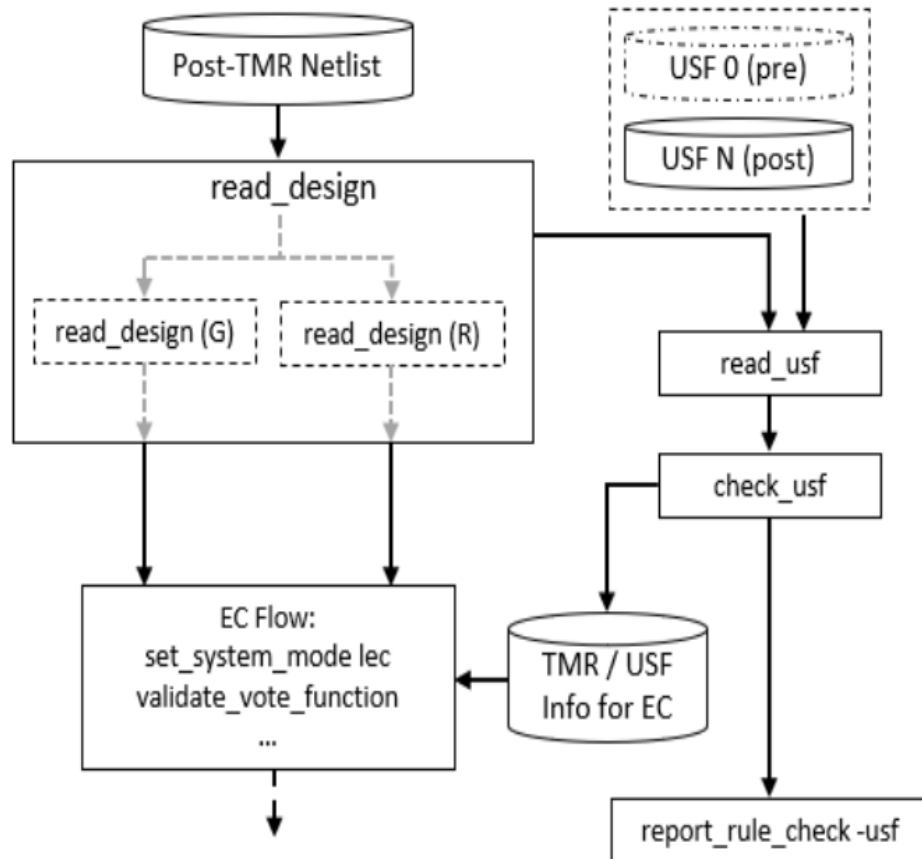 Post-TMR Netlist
USF 0 (pre)
USF N (post)
read_design
read_design (G)
read_design (R)
read_usf
check_usf
EC Flow:
set_system_mode lec
validate_vote_function
...
TMR / USF
Info for EC
report_rule_check -usf